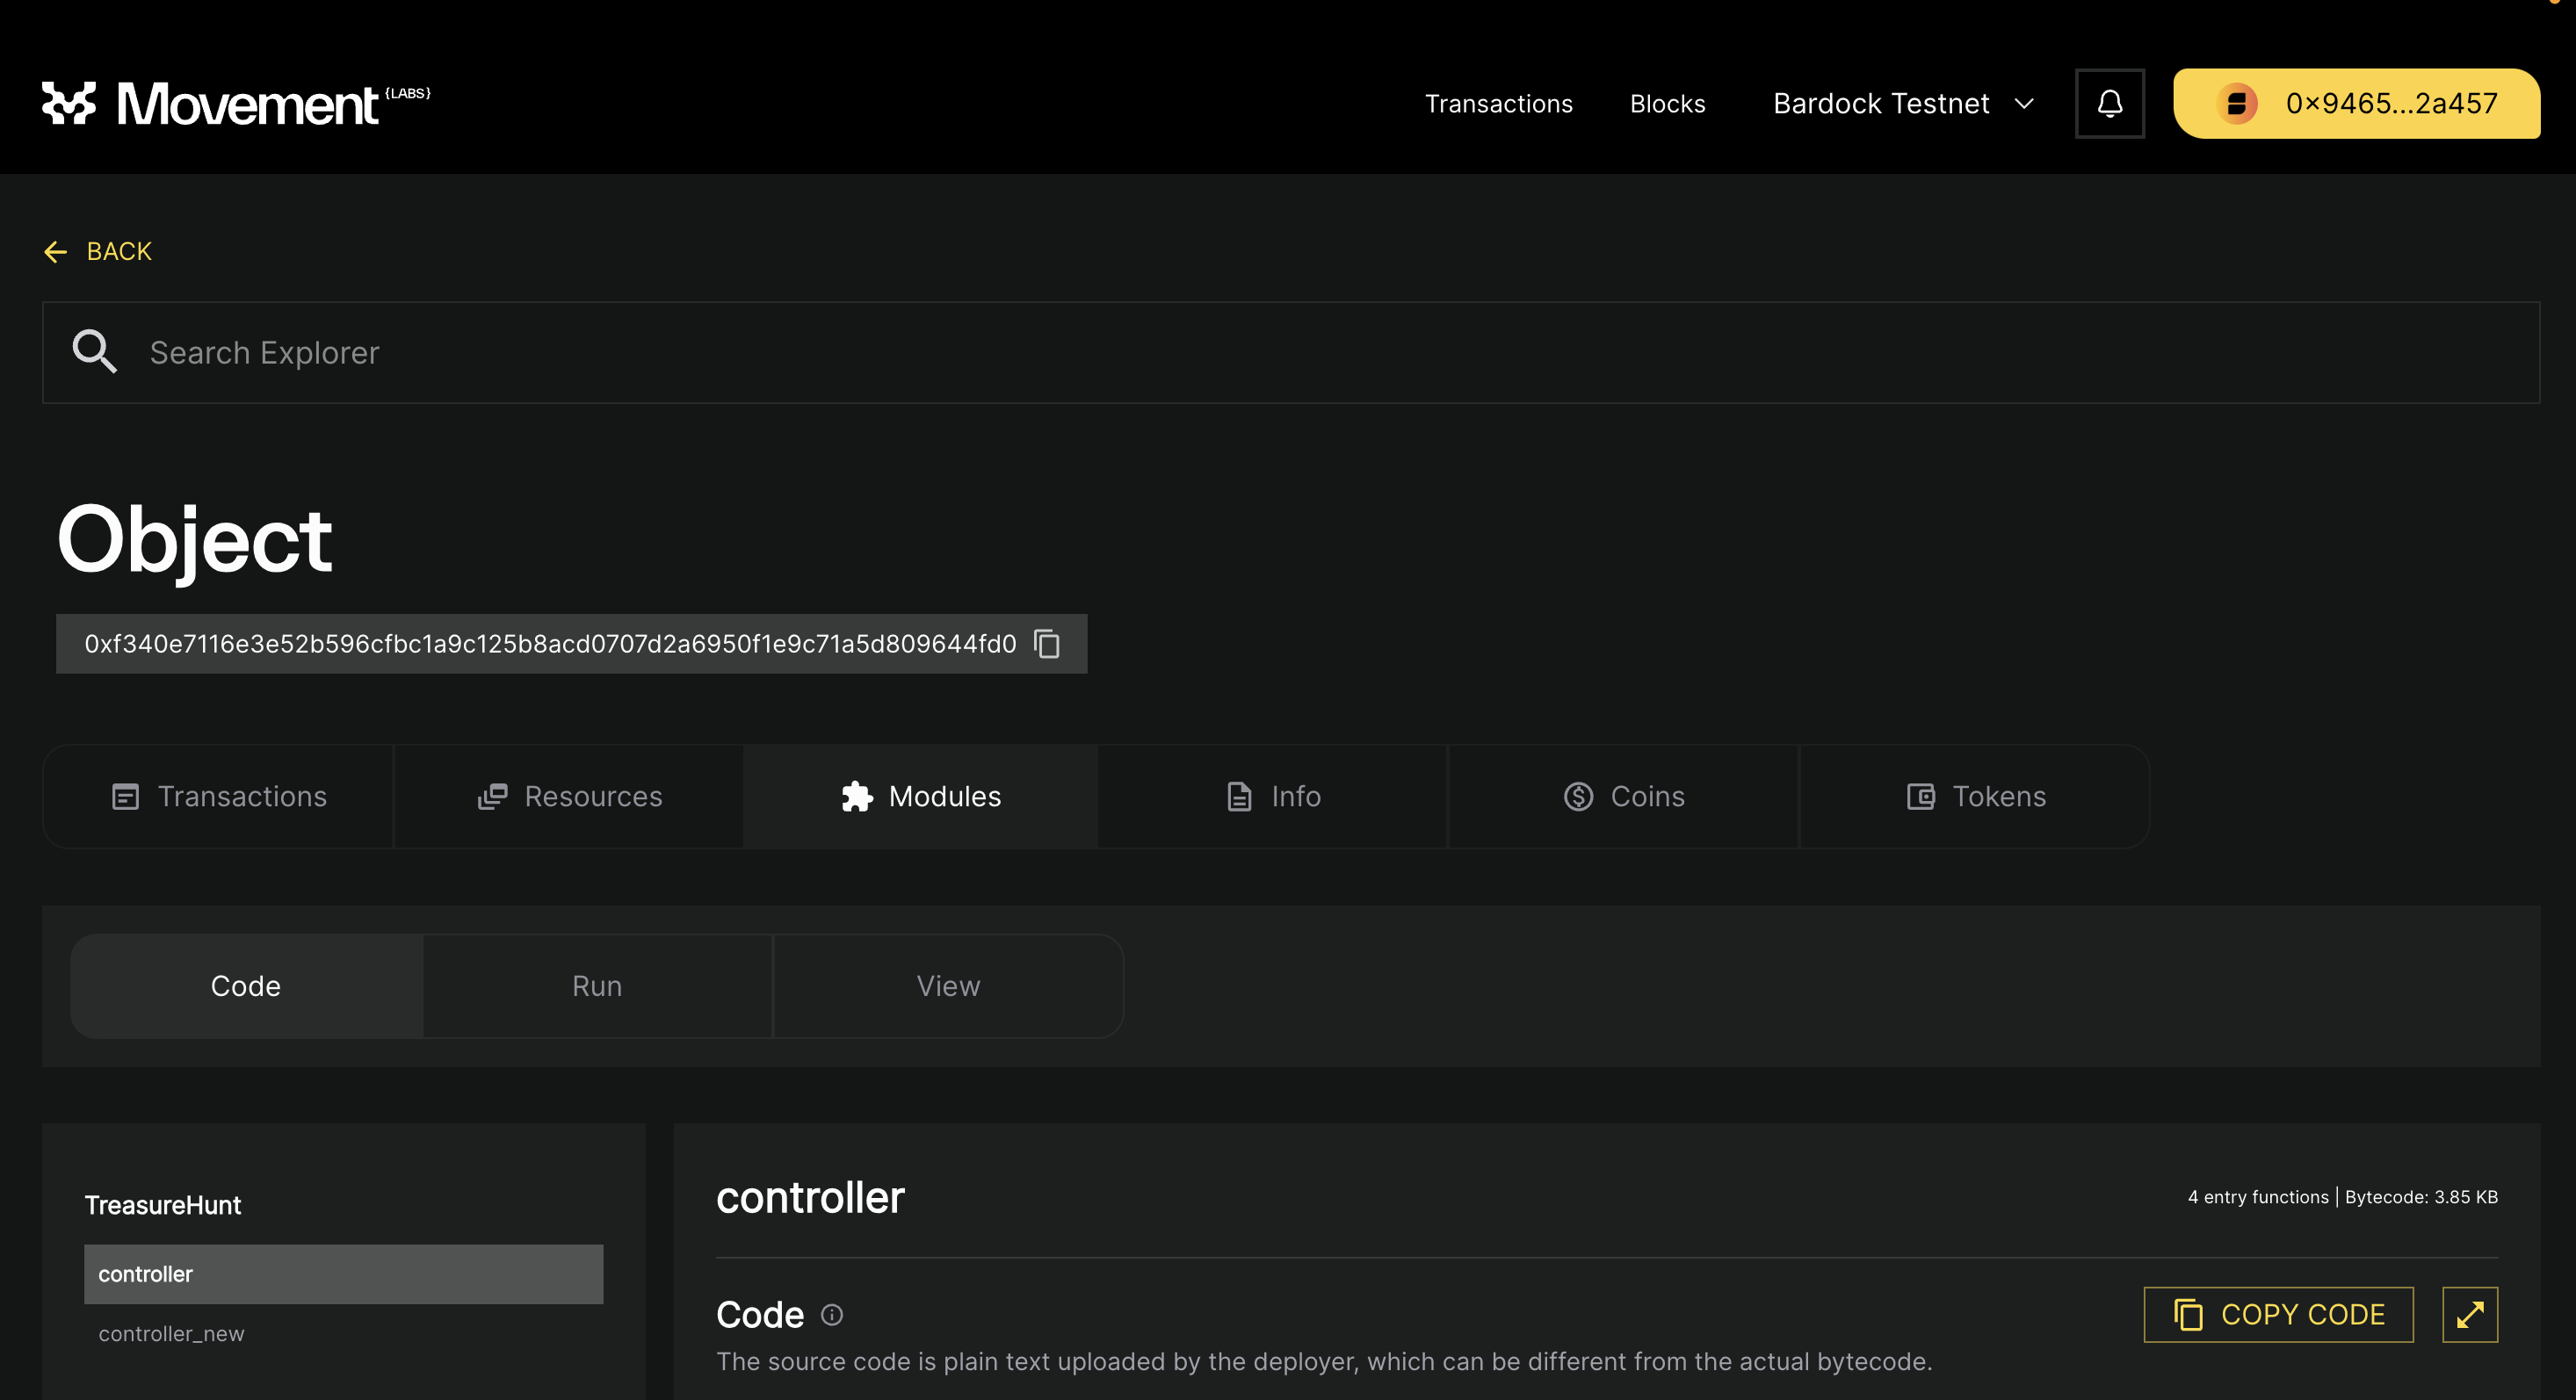 Movement {LABS}
Transactions Blocks Bardock Testnet 0×9465...2a457
BACK
Search Explorer
Object
0xf340e7116e3e52b596cfbc1a9c125b8acd0707d2a6950f1e9c71a5d809644fd0
Transactions Resources Modules Info Coins Tokens
Code Run View
TreasureHunt
controller
controller_new
controller
4 entry functions | Bytecode: 3.85 KB
Code
COPY CODE
The source code is plain text uploaded by the deployer, which can be different from the actual bytecode.